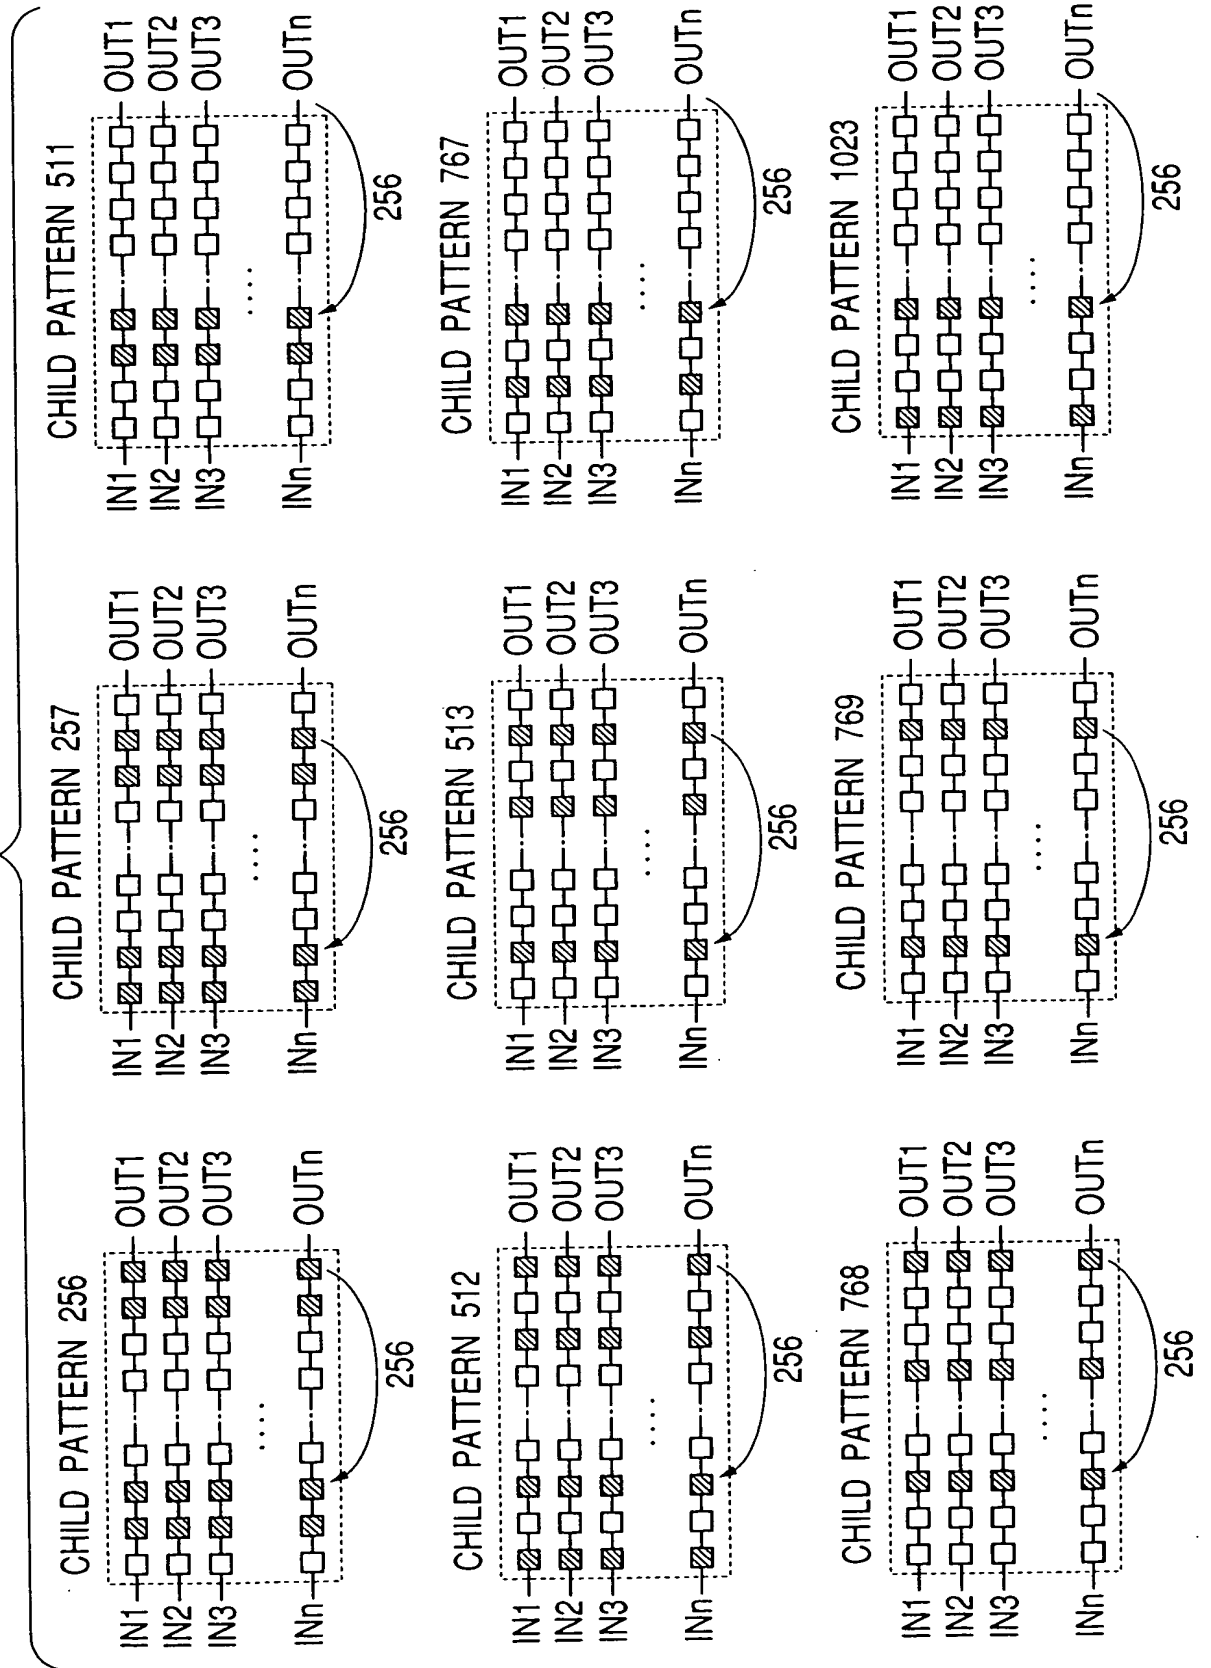 CHILD PATTERN 256
IN1 OUT1
IN2 OUT2
IN3 OUT3
....
INn OUTn
256
CHILD PATTERN 257
IN1 OUT1
IN2 OUT2
IN3 OUT3
....
INn OUTn
256
CHILD PATTERN 511
IN1 OUT1
IN2 OUT2
IN3 OUT3
....
INn OUTn
256
CHILD PATTERN 512
IN1 OUT1
IN2 OUT2
IN3 OUT3
....
INn OUTn
256
CHILD PATTERN 513
IN1 OUT1
IN2 OUT2
IN3 OUT3
....
INn OUTn
256
CHILD PATTERN 767
IN1 OUT1
IN2 OUT2
IN3 OUT3
....
INn OUTn
256
CHILD PATTERN 768
IN1 OUT1
IN2 OUT2
IN3 OUT3
....
INn OUTn
256
CHILD PATTERN 769
IN1 OUT1
IN2 OUT2
IN3 OUT3
....
INn OUTn
256
CHILD PATTERN 1023
IN1 OUT1
IN2 OUT2
IN3 OUT3
....
INn OUTn
256